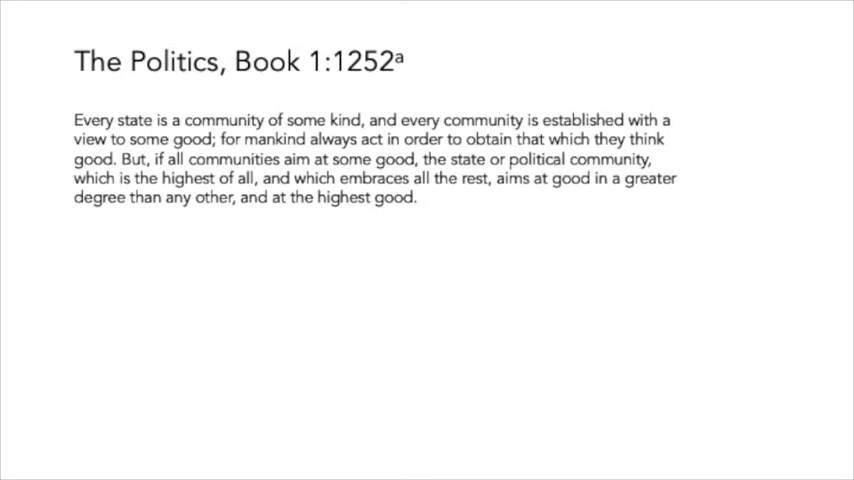 The Politics, Book 1:1252ª
Every state is a community of some kind, and every community is established with a
view to some good; for mankind always act in order to obtain that which they think
good. But, if all communities aim at some good, the state or political community,
which is the highest of all, and which embraces all the rest, aims at good in a greater
degree than any other, and at the highest good.